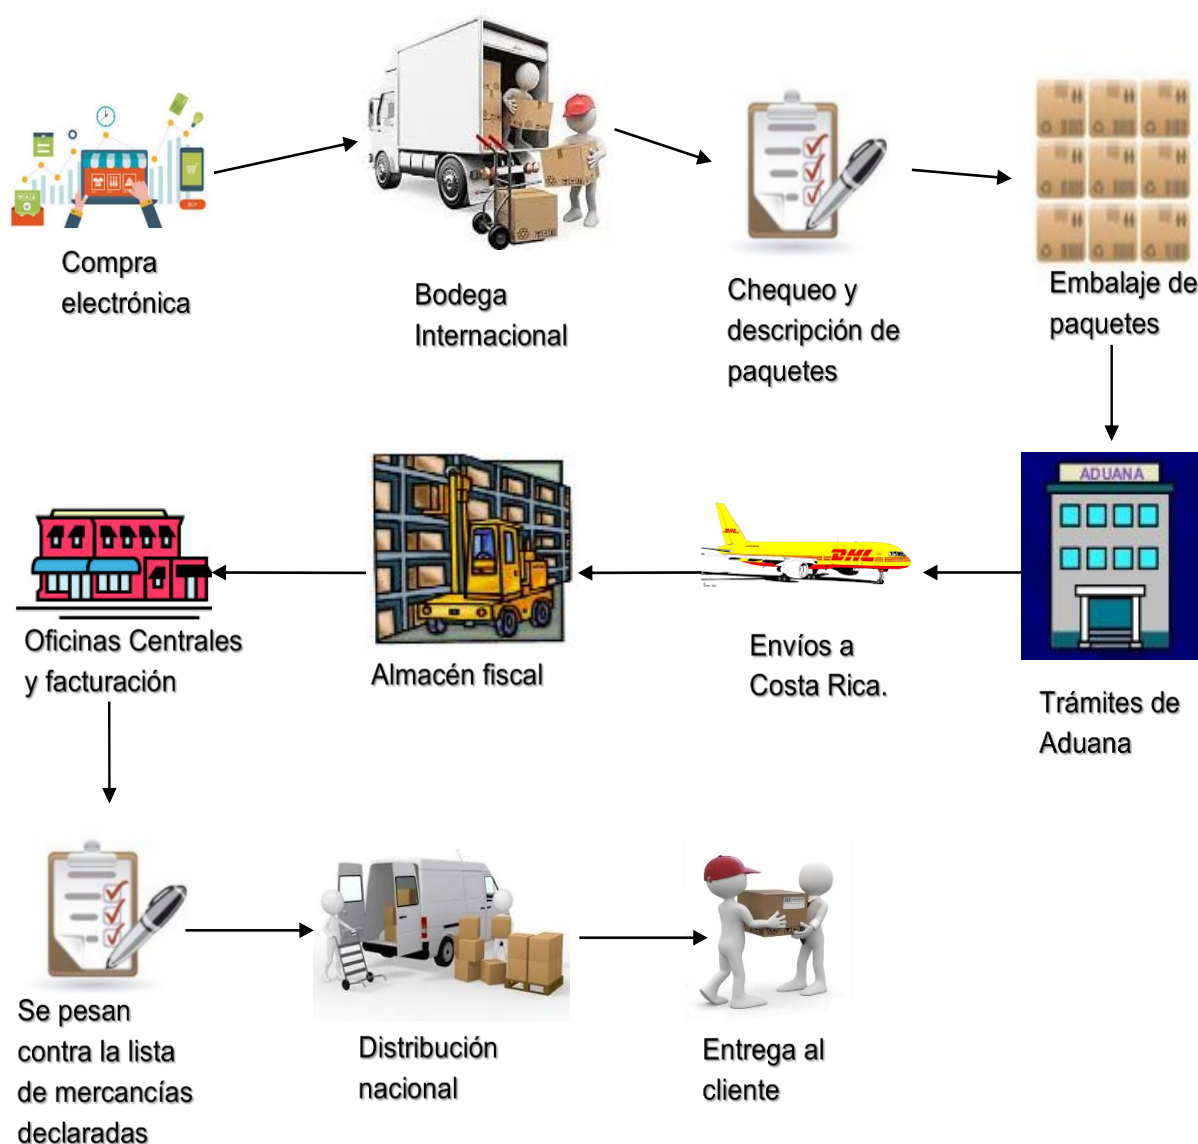 Compra
electrónica
Bodega
Internacional
Chequeo y
descripción de
paquetes
Embalaje de
paquetes
ADUANA
Trámites de
Aduana
DHL
Envíos a
Costa Rica.
Almacén fiscal
Oficinas Centrales
y facturación
Se pesan
contra la lista
de mercancías
declaradas
Distribución
nacional
Entrega al
cliente